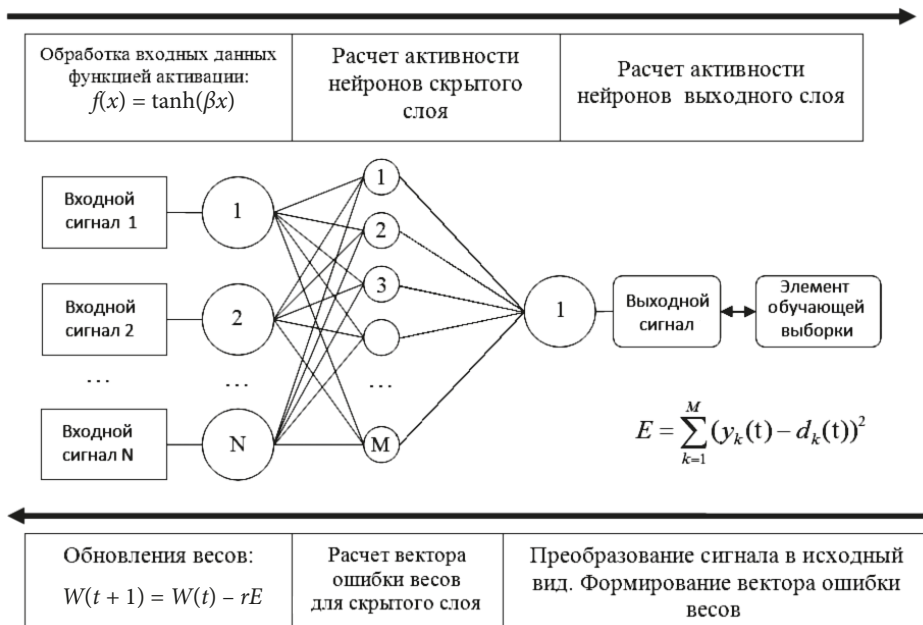 Обработка входных данных
функцией активации:
f(x) = tanh(βx)
Расчет активности
нейронов скрытого
слоя
Расчет активности
нейронов выходного слоя
Входной
сигнал 1
1
Входной
сигнал 2
2
...
...
Входной
сигнал N
N
1
2
3
...
M
1
Выходной
сигнал
Элемент
обучающей
выборки
E = ∑_{k=1}^{M} (y_k(t) − d_k(t))²
Обновления весов:
W(t + 1) = W(t) − rE
Расчет вектора
ошибки весов
для скрытого слоя
Преобразование сигнала в исходный
вид. Формирование вектора ошибки
весов